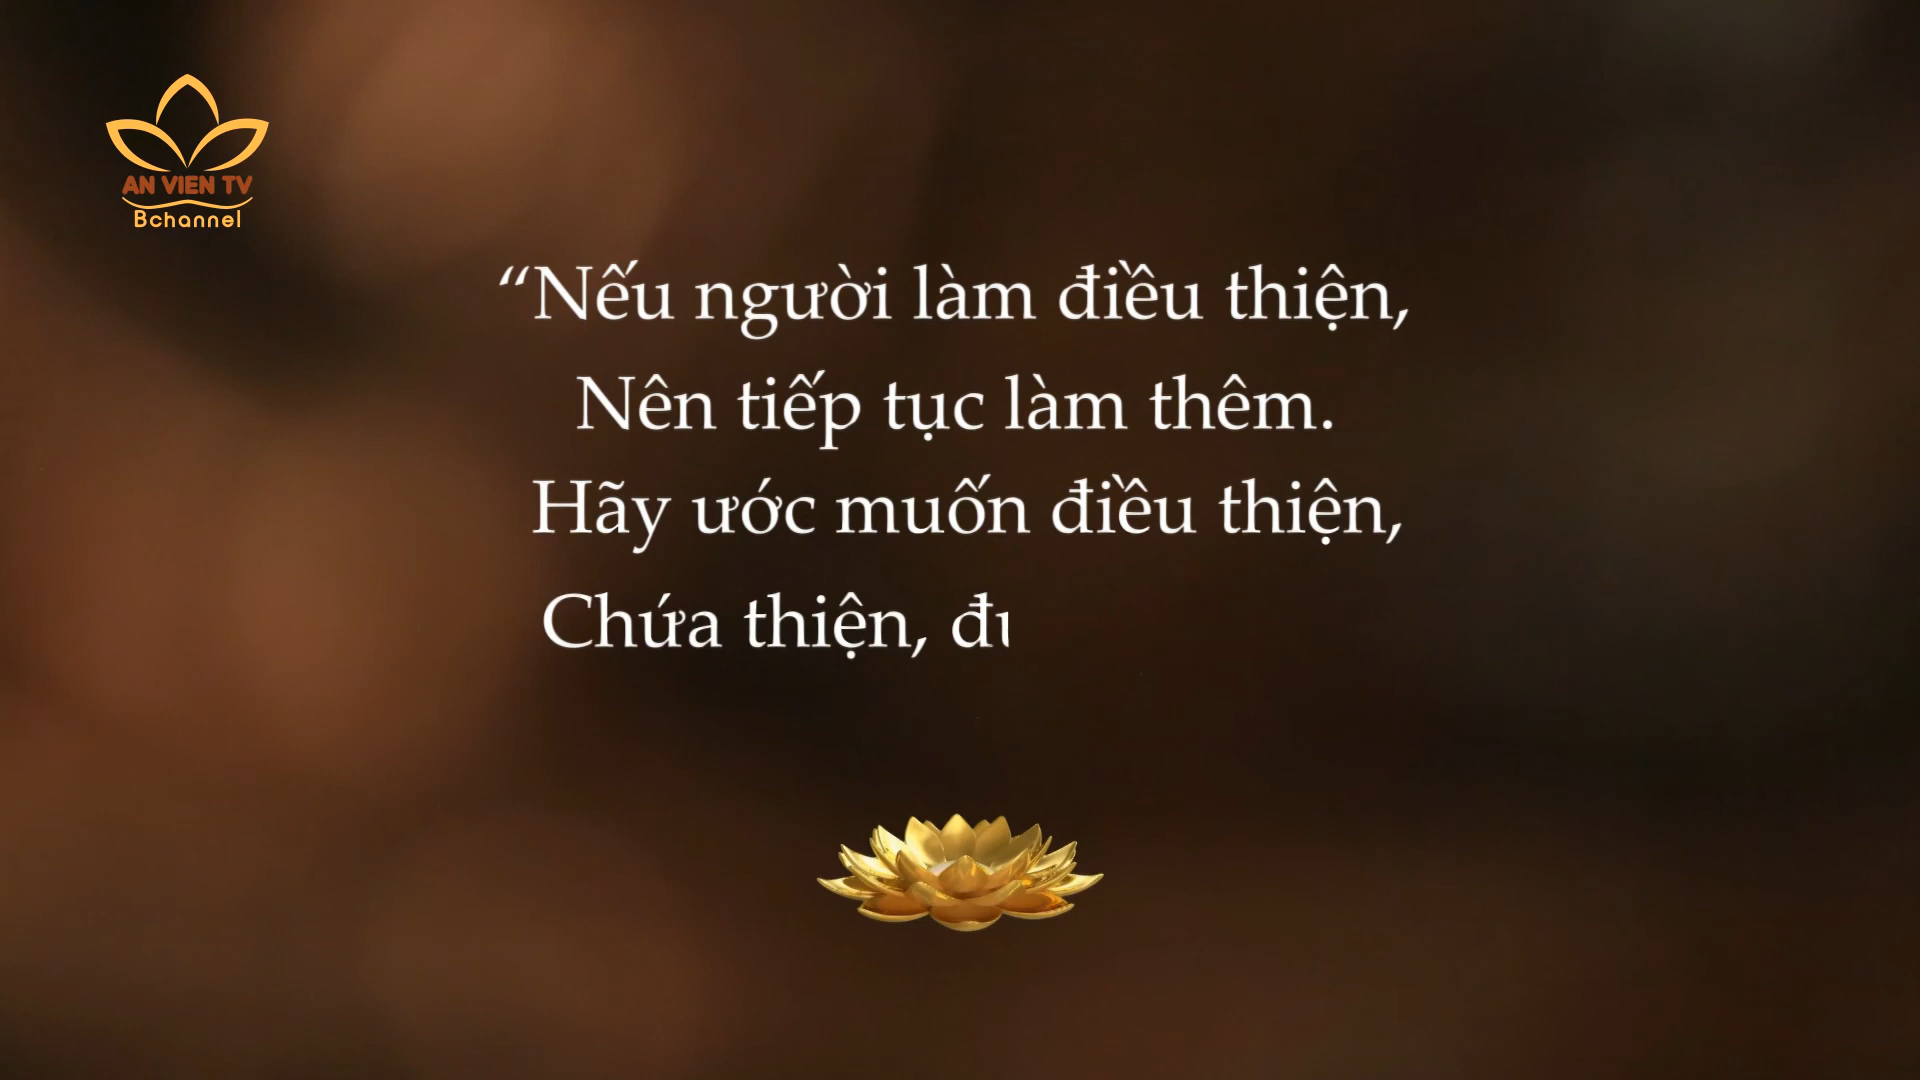 AN VIEN TV
Bchannel
“Nếu người làm điều thiện,
Nên tiếp tục làm thêm.
Hãy ước muốn điều thiện,
Chứa thiện,